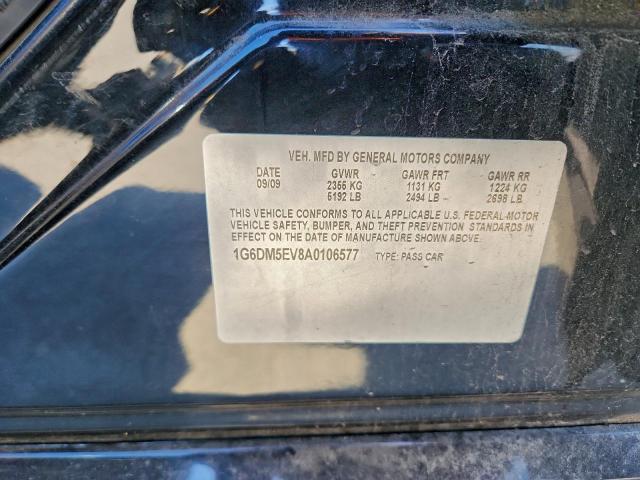 VEH. MFD BY GENERAL MOTORS COMPANY
DATE GVWR GAWR FRT GAWR RR
09/09 2355 KG 1131 KG 1224 KG
5192 LB 2494 LB 2698 LB
THIS VEHICLE CONFORMS TO ALL APPLICABLE U.S. FEDERAL MOTOR
VEHICLE SAFETY, BUMPER, AND THEFT PREVENTION STANDARDS IN
EFFECT ON THE DATE OF MANUFACTURE SHOWN ABOVE.
1G6DM5EV8A0106577 TYPE: PASS CAR